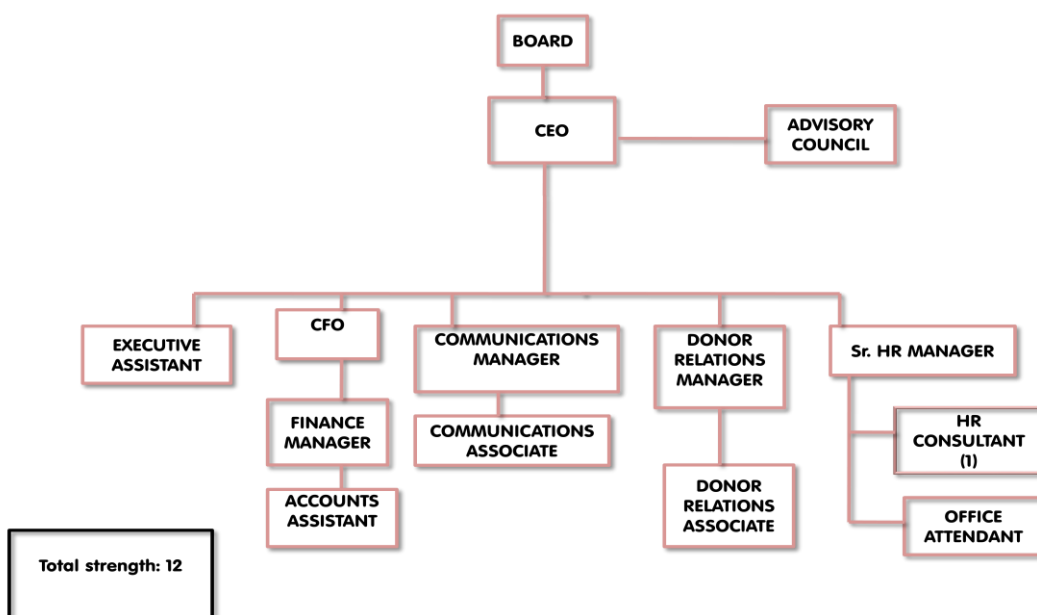 BOARD
CEO
ADVISORY
COUNCIL
EXECUTIVE
ASSISTANT
CFO
COMMUNICATIONS
MANAGER
DONOR
RELATIONS
MANAGER
Sr. HR MANAGER
FINANCE
MANAGER
COMMUNICATIONS
ASSOCIATE
HR
CONSULTANT
(1)
ACCOUNTS
ASSISTANT
DONOR
RELATIONS
ASSOCIATE
OFFICE
ATTENDANT
Total strength: 12